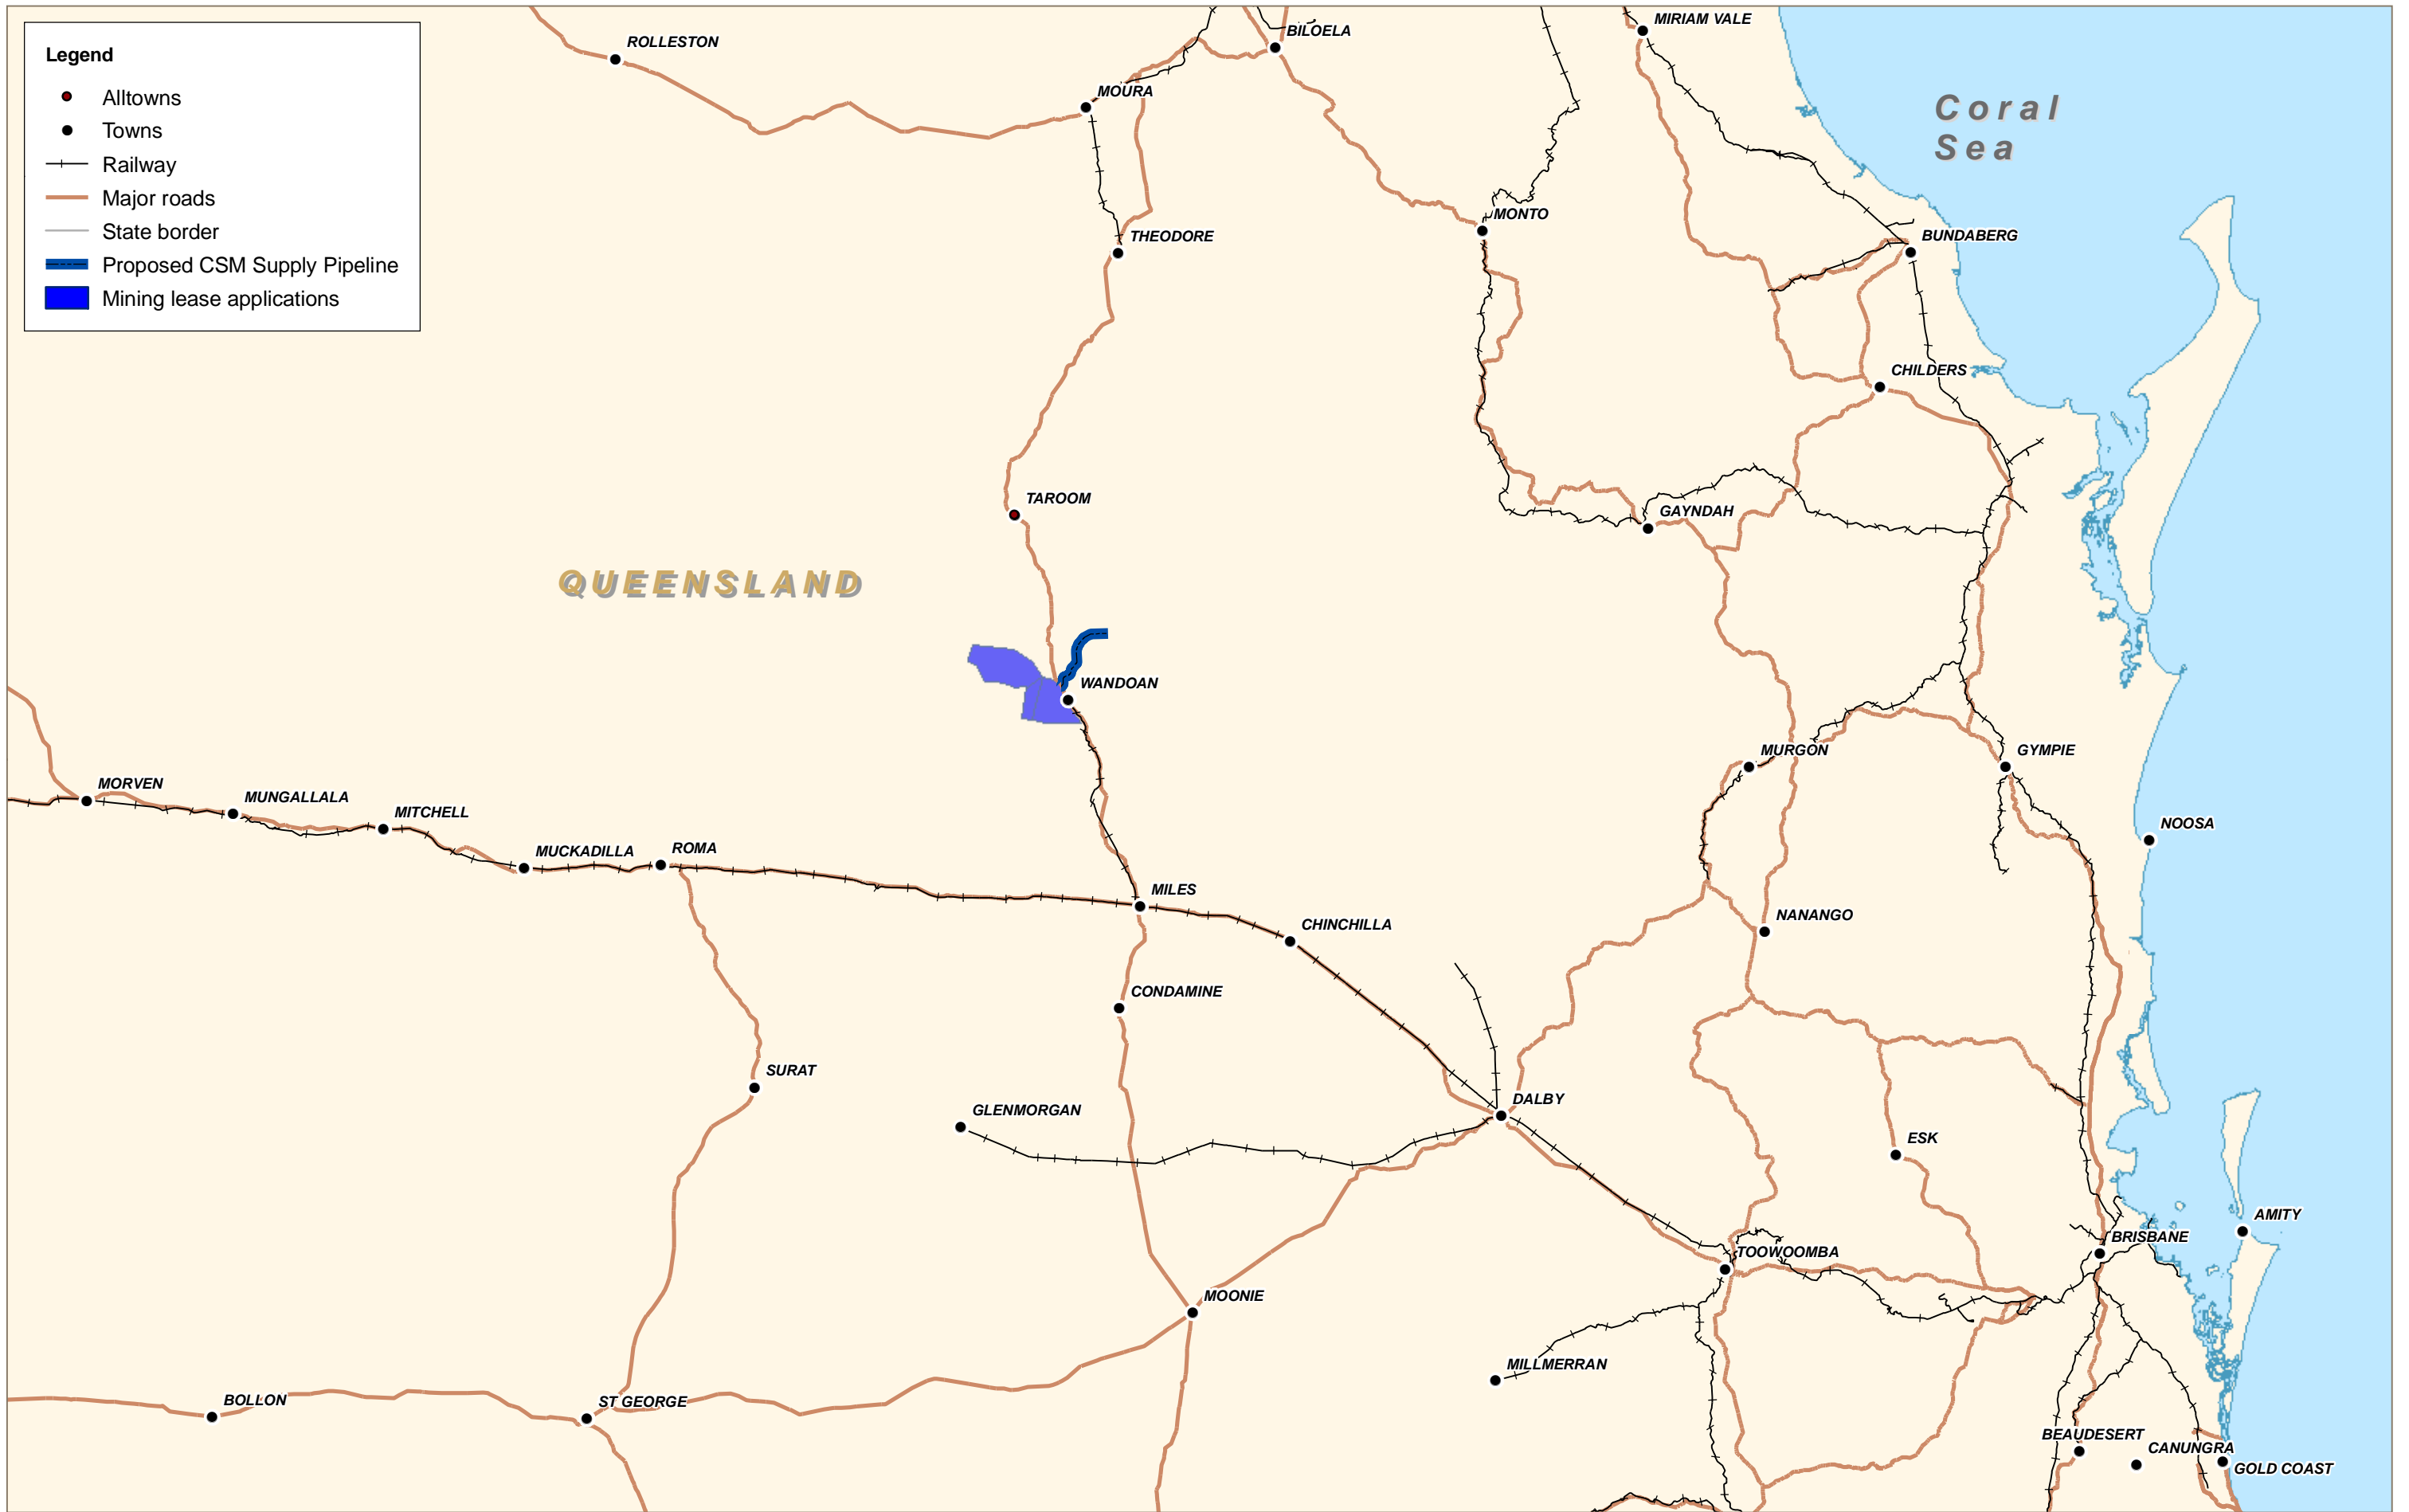 Legend
Alltowns
Towns
Railway
Major roads
State border
Proposed CSM Supply Pipeline
Mining lease applications
ROLLESTON
BILOELA
MIRIAM VALE
MOURA
Coral
Sea
MONTO
THEODORE
BUNDABERG
CHILDERS
TAROOM
GAYNDAH
QUEENSLAND
WANDOAN
MURGON
GYMPIE
MORVEN
MUNGALLALA
MITCHELL
NOOSA
MUCKADILLA
ROMA
MILES
CHINCHILLA
NANANGO
CONDAMINE
SURAT
GLENMORGAN
DALBY
ESK
AMITY
BRISBANE
TOOWOOMBA
MOONIE
MILLMERRAN
BOLLON
ST GEORGE
BEAUDESERT
CANUNGRA
GOLD COAST